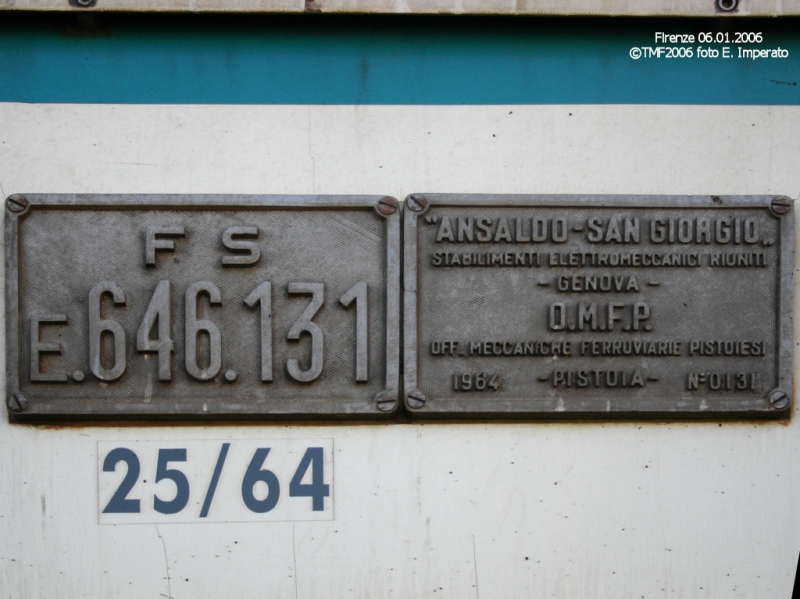 Firenze 06.01.2006
©TMF2006 foto E. Imperato
FS
E.646.131
"ANSALDO-SAN GIORGIO„
STABILIMENTI ELETTROMECCANICI RIUNITI
- GENOVA -
O.M.F.P.
OFF. MECCANICHE FERROVIARIE PISTOIESI
1964 - PISTOIA - N° 0131
25/64